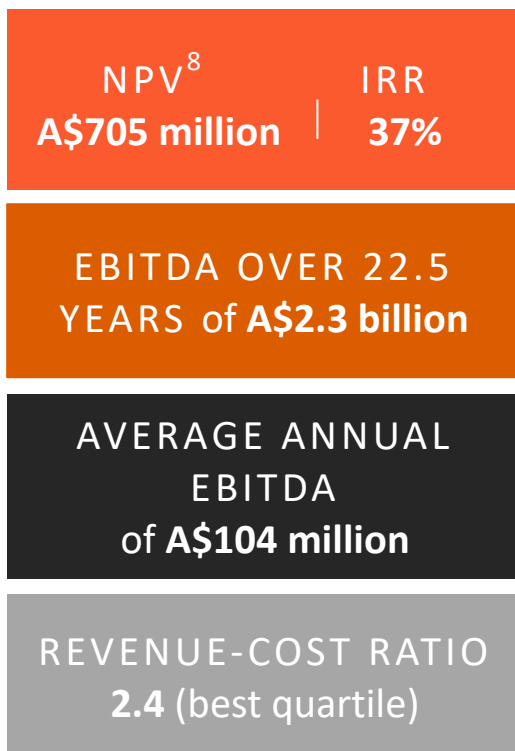 NPV8 | IRR
A$705 million 37%
EBITDA OVER 22.5
YEARS of A$2.3 billion
AVERAGE ANNUAL
EBITDA
of A$104 million
REVENUE-COST RATIO
2.4 (best quartile)